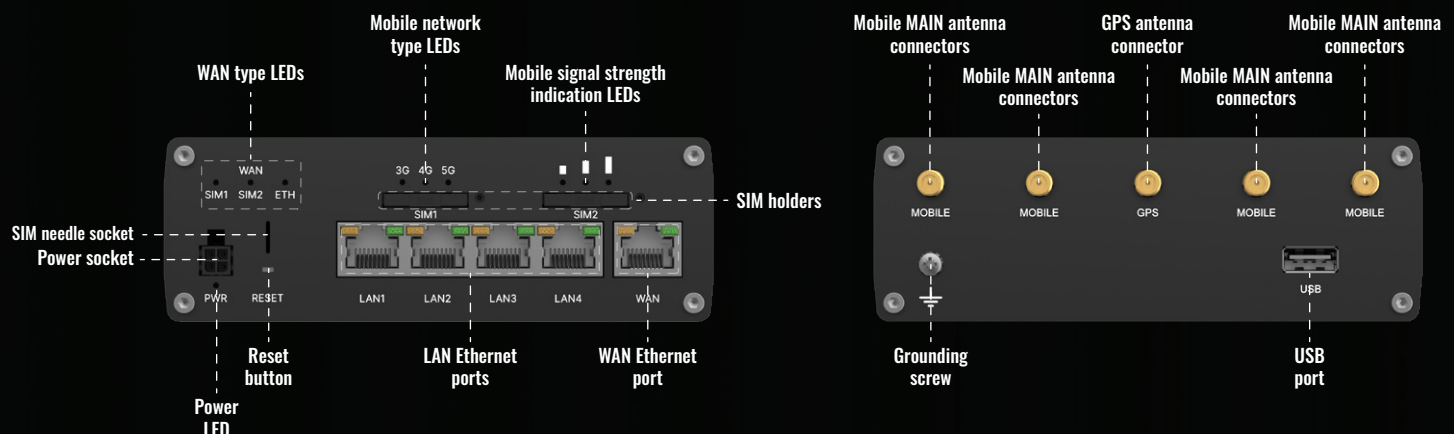 Mobile network
type LEDs
WAN type LEDs
Mobile signal strength
indication LEDs
WAN
SIM1 SIM2 ETH
3G 4G 5G
SIM1
SIM2
SIM holders
SIM needle socket
Power socket
PWR
RESET
LAN1
LAN2
LAN3
LAN4
WAN
Reset
button
LAN Ethernet
ports
WAN Ethernet
port
Power
LED
Mobile MAIN antenna
connectors
Mobile MAIN antenna
connectors
GPS antenna
connector
Mobile MAIN antenna
connectors
Mobile MAIN antenna
connectors
MOBILE
MOBILE
GPS
MOBILE
MOBILE
USB
Grounding
screw
USB
port